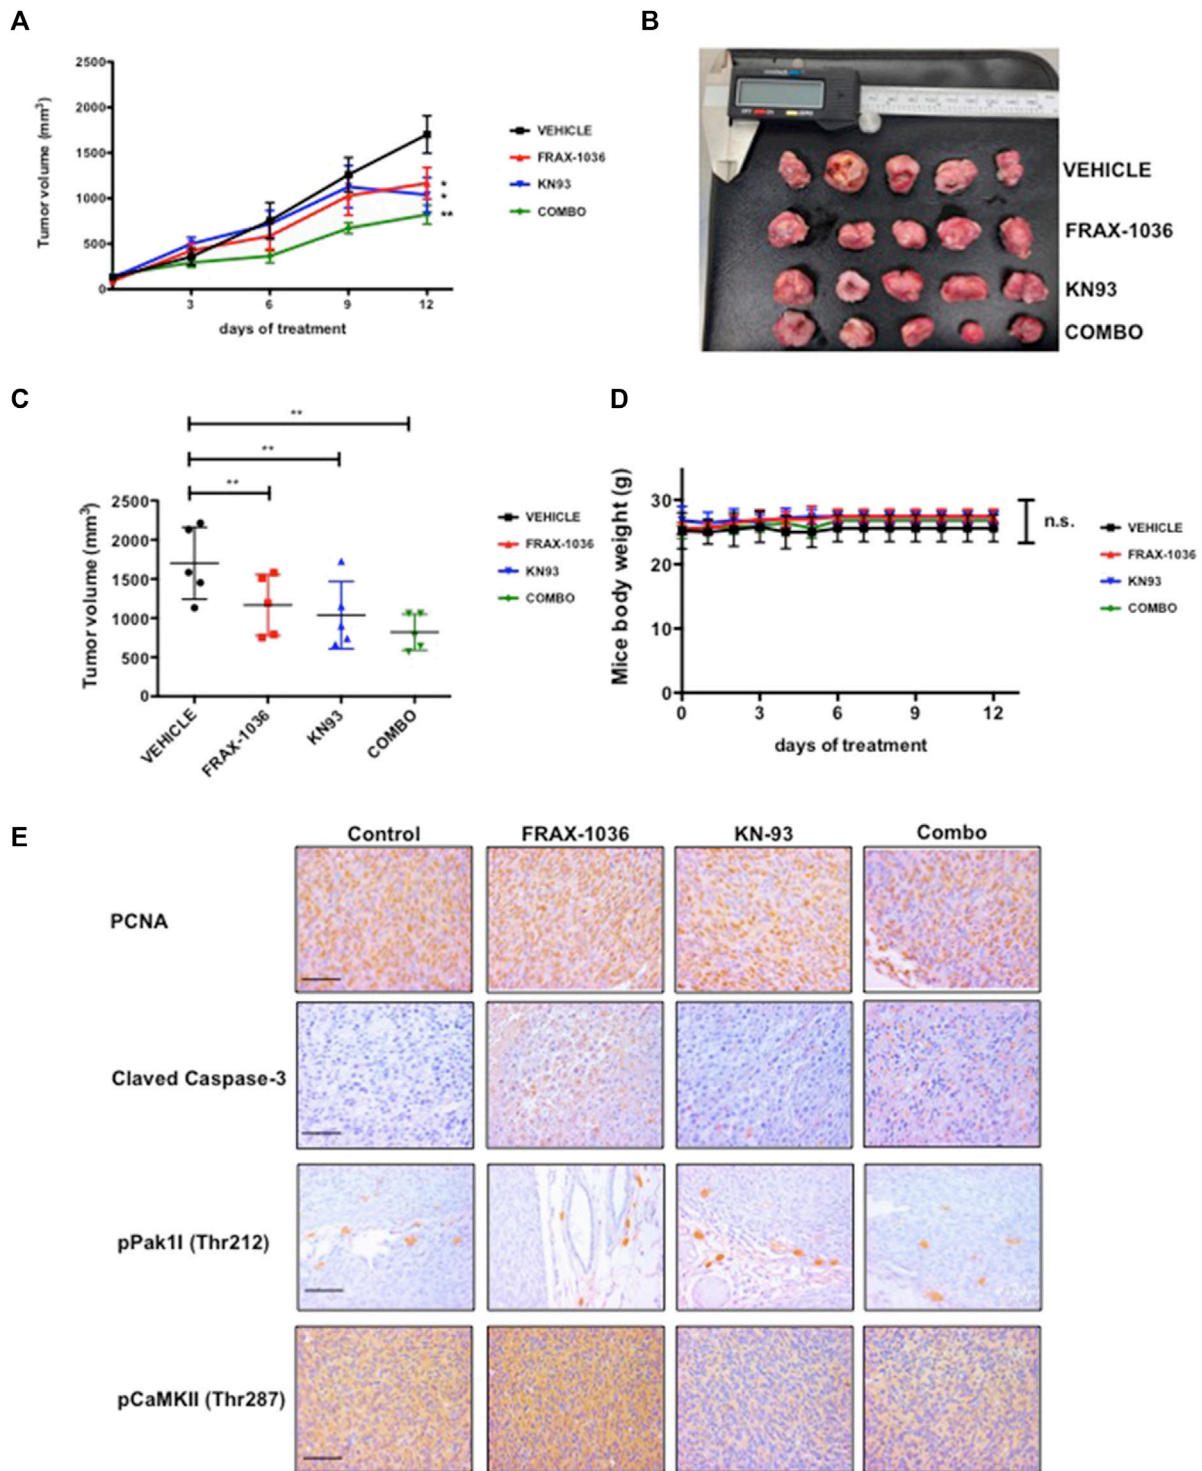 A
2500
2000
1500
1000
500
0
Tumor volume (mm3)
3 6 9 12
days of treatment
VEHICLE
FRAX-1036
KN93
COMBO
*
*
**
B
VEHICLE
FRAX-1036
KN93
COMBO
C
**
**
**
2500
2000
1500
1000
500
0
Tumor volume (mm3)
VEHICLE
FRAX-1036
KN93
COMBO
VEHICLE
FRAX-1036
KN93
COMBO
D
30
20
10
0
Mice body weight (g)
0 3 6 9 12
days of treatment
n.s.
VEHICLE
FRAX-1036
KN93
COMBO
E
Control FRAX-1036 KN-93 Combo
PCNA
Claved Caspase-3
pPak1I (Thr212)
pCaMKII (Thr287)